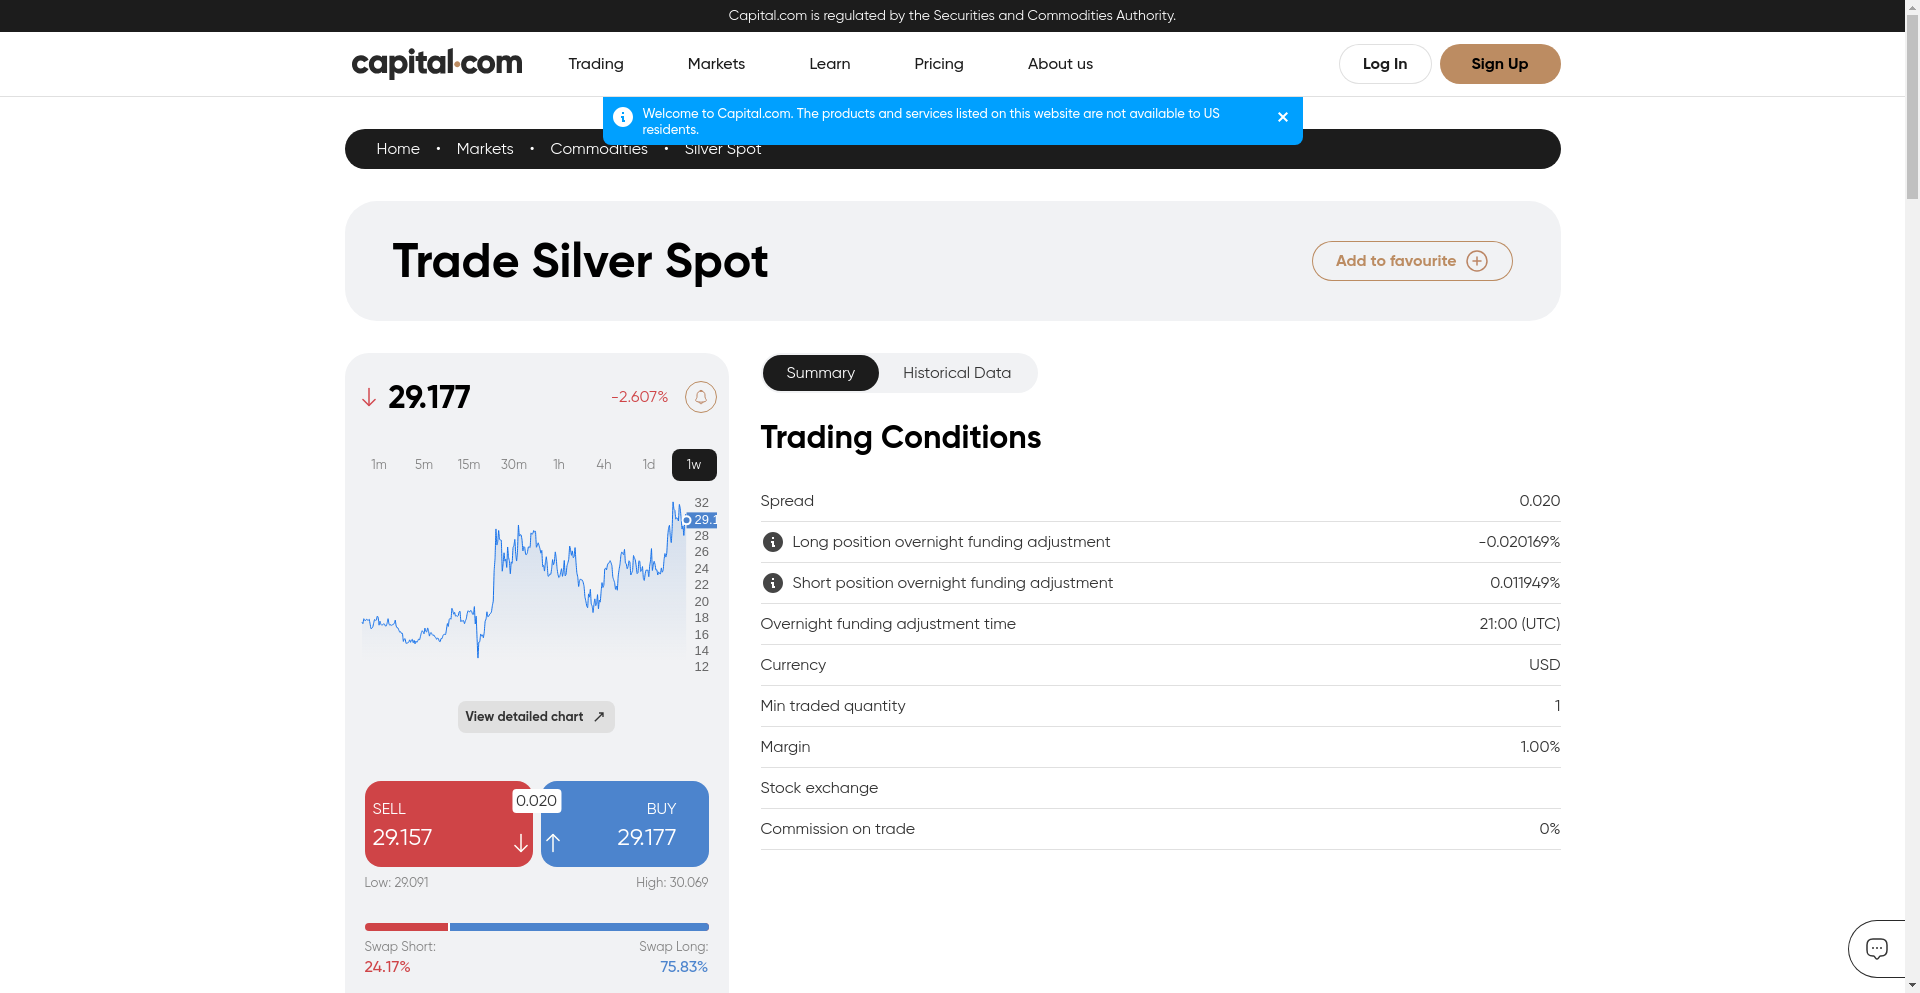 Capital.com is regulated by the Securities and Commodities Authority.
capital.com Trading Markets Learn Pricing About us Log In Sign Up
Welcome to Capital.com. The products and services listed on this website are not available to US
residents.
Home • Markets • Commodities • Silver Spot
Trade Silver Spot
Add to favourite
29.177 -2.607%
1m 5m 15m 30m 1h 4h 1d 1w
32
29.1
28
26
24
22
20
18
16
14
12
View detailed chart
SELL
29.157
0.020
BUY
29.177
Low: 29.091 High: 30.069
Swap Short: Swap Long:
24.17% 75.83%
Summary Historical Data
Trading Conditions
Spread 0.020
Long position overnight funding adjustment -0.020169%
Short position overnight funding adjustment 0.011949%
Overnight funding adjustment time 21:00 (UTC)
Currency USD
Min traded quantity 1
Margin 1.00%
Stock exchange
Commission on trade 0%